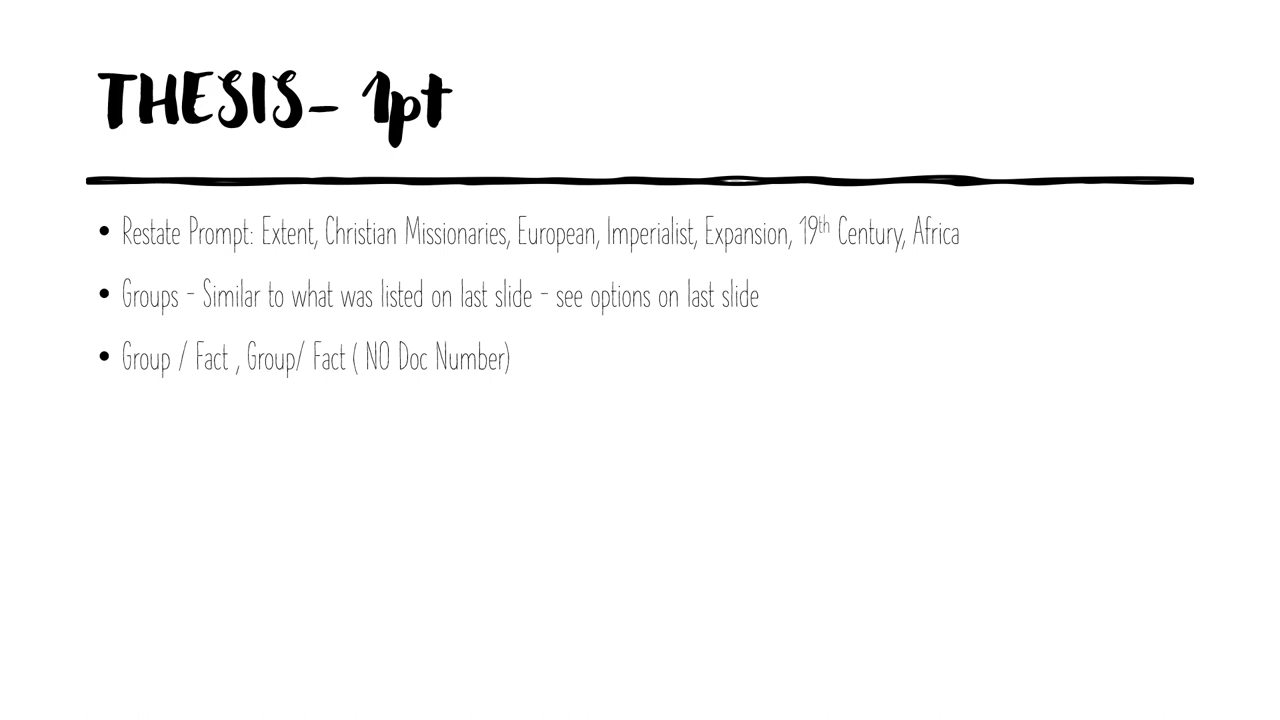 THESIS- 1pt
• Restate Prompt: Extent, Christian Missionaries, European, Imperialist, Expansion, 19th Century, Africa
• Groups - Similar to what was listed on last slide - see options on last slide
• Group / Fact , Group/ Fact ( NO Doc Number)